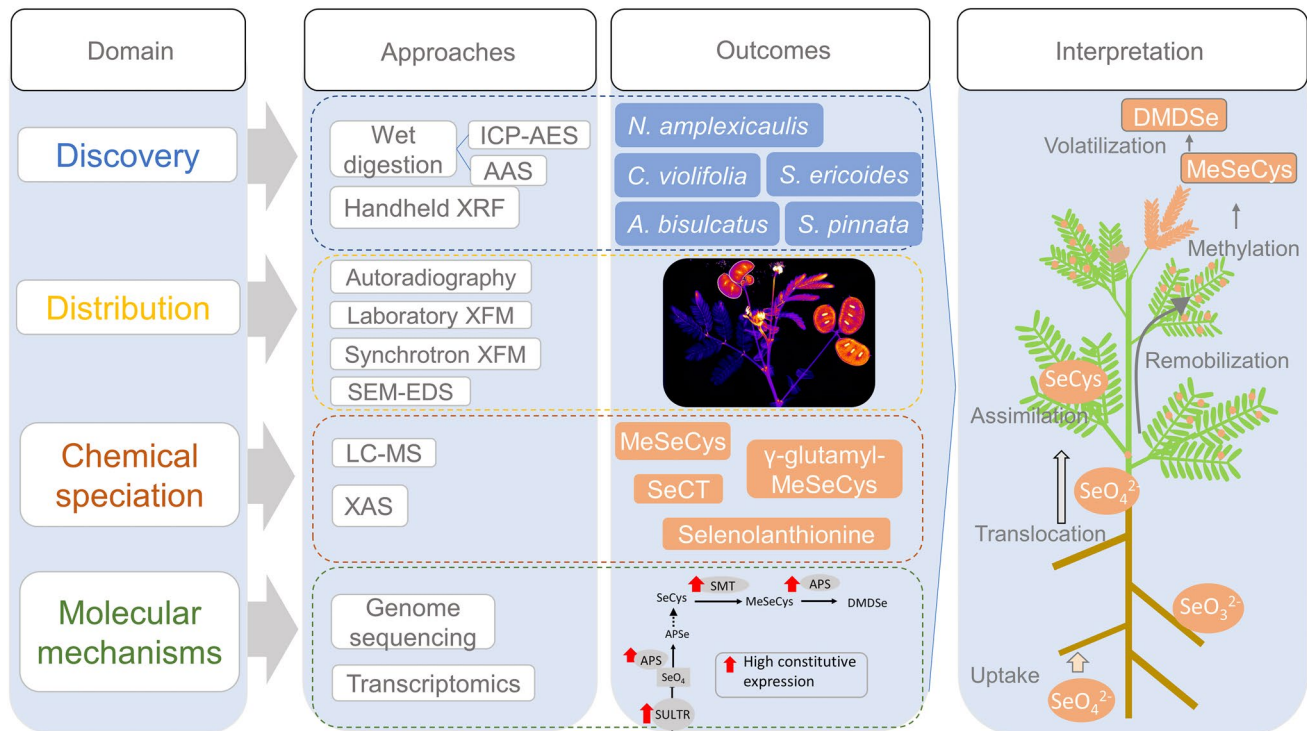 Domain
Approaches
Outcomes
Interpretation
Discovery
Wet
digestion
ICP-AES
AAS
Handheld XRF
N. amplexicaulis
C. violifolia
S. ericoides
A. bisulcatus
S. pinnata
Distribution
Autoradiography
Laboratory XFM
Synchrotron XFM
SEM-EDS
Chemical
speciation
LC-MS
XAS
MeSeCys
γ-glutamyl-
MeSeCys
SeCT
Selenolanthionine
Molecular
mechanisms
Genome
sequencing
Transcriptomics
SMT
APS
SeCys
MeSeCys
DMDSe
APSe
APS
SeO₄
SULTR
High constitutive
expression
DMDSe
Volatilization
MeSeCys
Methylation
Remobilization
SeCys
Assimilation
SeO₄²⁻
Translocation
SeO₃²⁻
Uptake
SeO₄²⁻